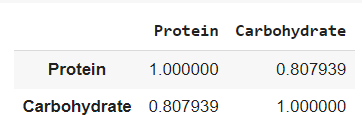 Protein Carbohydrate
Protein 1.000000 0.807939
Carbohydrate 0.807939 1.000000